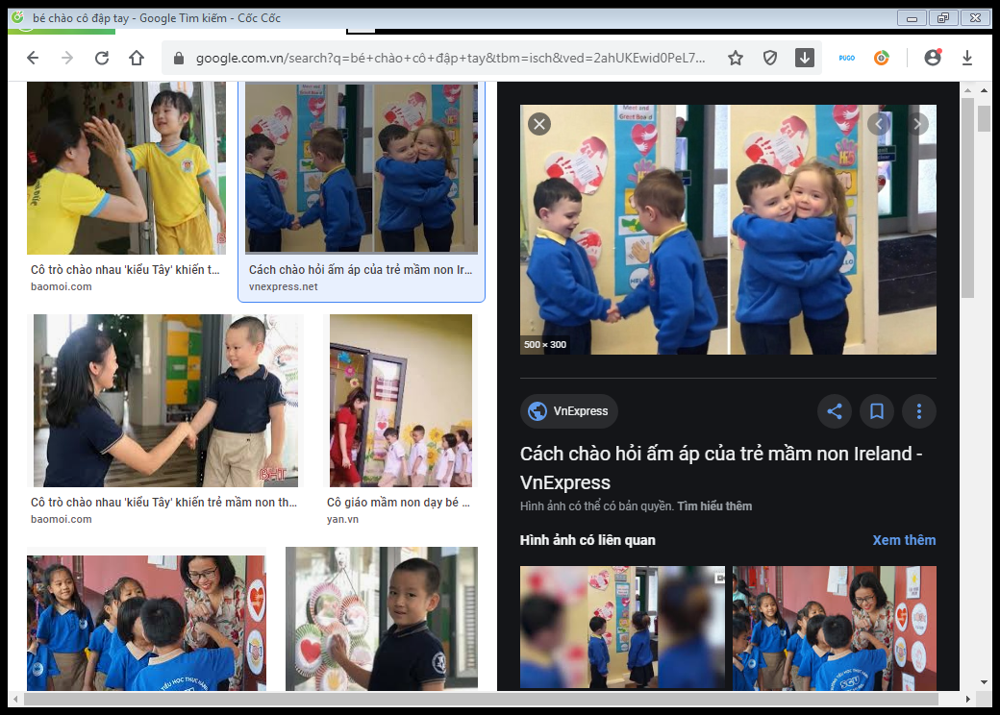 bé chào cô đập tay - Google Tìm kiếm - Cốc Cốc
google.com.vn/search?q=bé+chào+cô+đập+tay&tbm=isch&ved=2ahUKEwid0PeL7...
PUGO
Cô trò chào nhau 'kiểu Tây' khiến t...
baomoi.com
Cách chào hỏi ấm áp của trẻ mầm non Ir...
vnexpress.net
BHT
Cô trò chào nhau 'kiểu Tây' khiến trẻ mầm non th...
baomoi.com
Cô giáo mầm non dạy bé ...
yan.vn
Meet and
Great Board
500 × 300
VnExpress
Cách chào hỏi ấm áp của trẻ mầm non Ireland -
VnExpress
Hình ảnh có thể có bản quyền. Tìm hiểu thêm
Hình ảnh có liên quan
Xem thêm